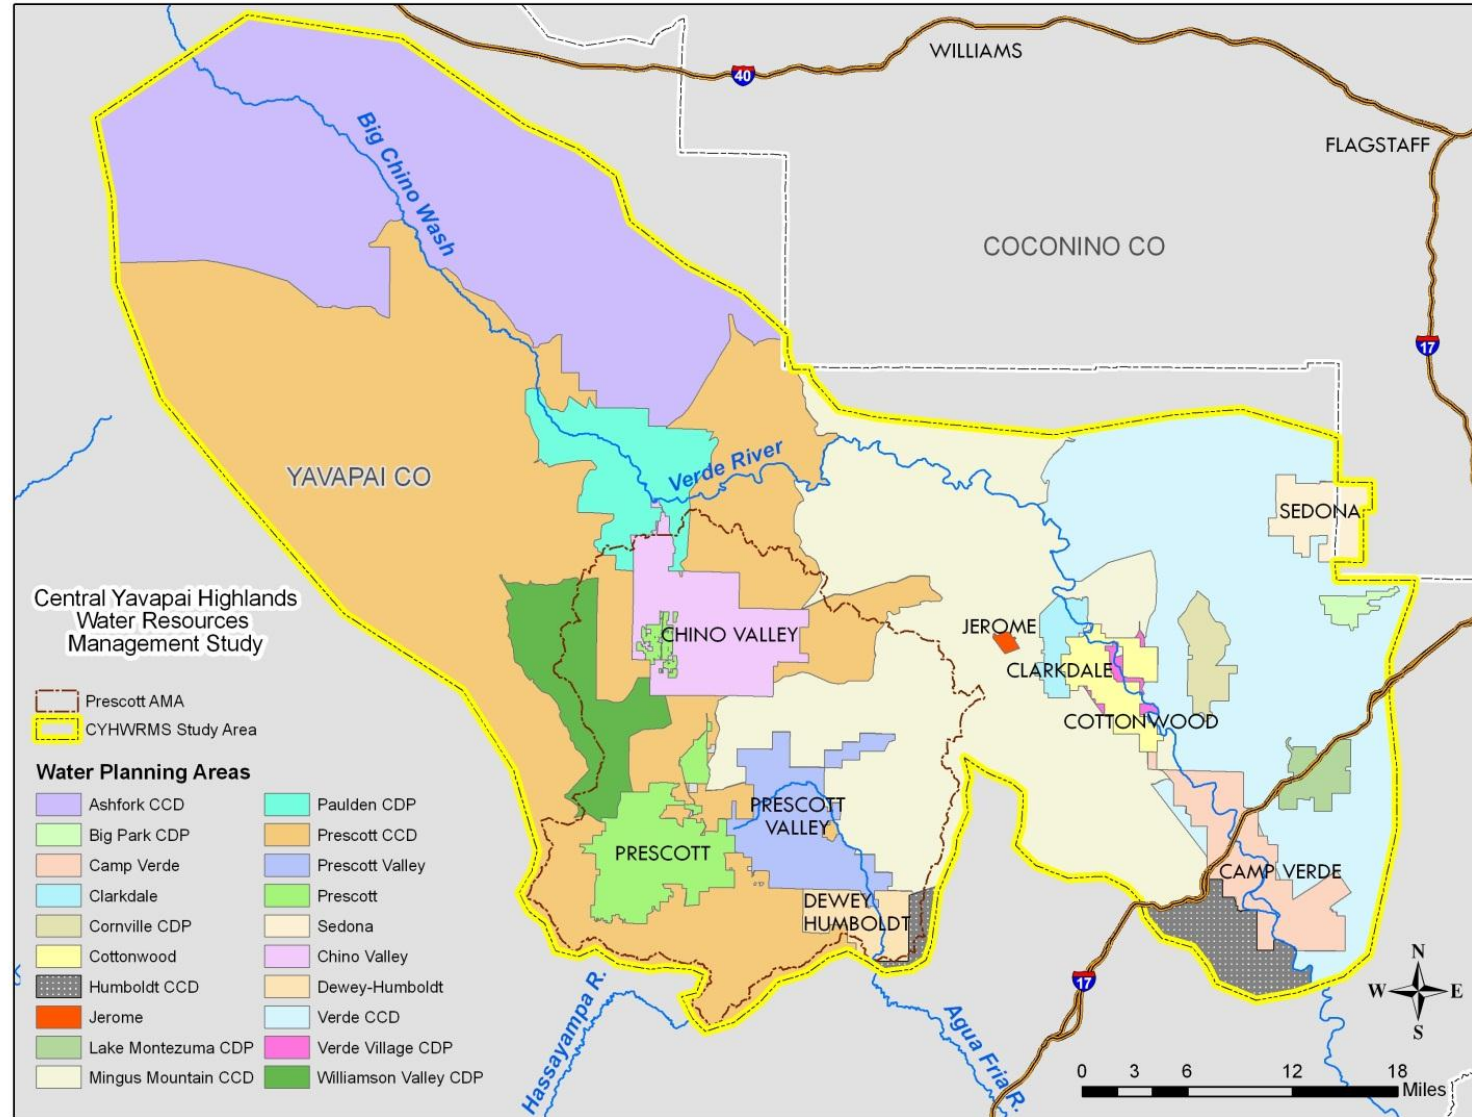 WILLIAMS
40
FLAGSTAFF
Big Chino Wash
COCONINO CO
17
Verde River
YAVAPAI CO
SEDONA
Central Yavapai Highlands
Water Resources
Management Study
JEROME
CHINO VALLEY
CLARKDALE
COTTONWOOD
Prescott AMA
CYHWRMS Study Area
Water Planning Areas
Ashfork CCD
Big Park CDP
Camp Verde
Clarkdale
Cornville CDP
Cottonwood
Humboldt CCD
Jerome
Lake Montezuma CDP
Mingus Mountain CCD
Paulden CDP
Prescott CCD
Prescott Valley
Prescott
Sedona
Chino Valley
Dewey-Humboldt
Verde CCD
Verde Village CDP
Williamson Valley CDP
PRESCOTT
VALLEY
PRESCOTT
CAMP VERDE
DEWEY
HUMBOLDT
N
W E
S
17
Hassayampa R.
Agua Fria R.
0 3 6 12 18
Miles